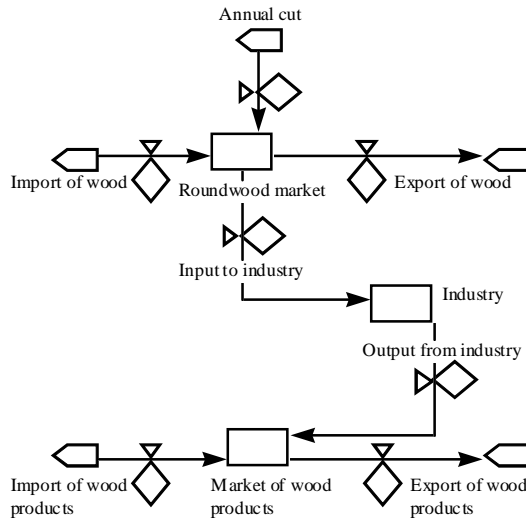 Annual cut
Import of wood
Roundwood market
Export of wood
Input to industry
Industry
Output from industry
Import of wood
products
Market of wood
products
Export of wood
products